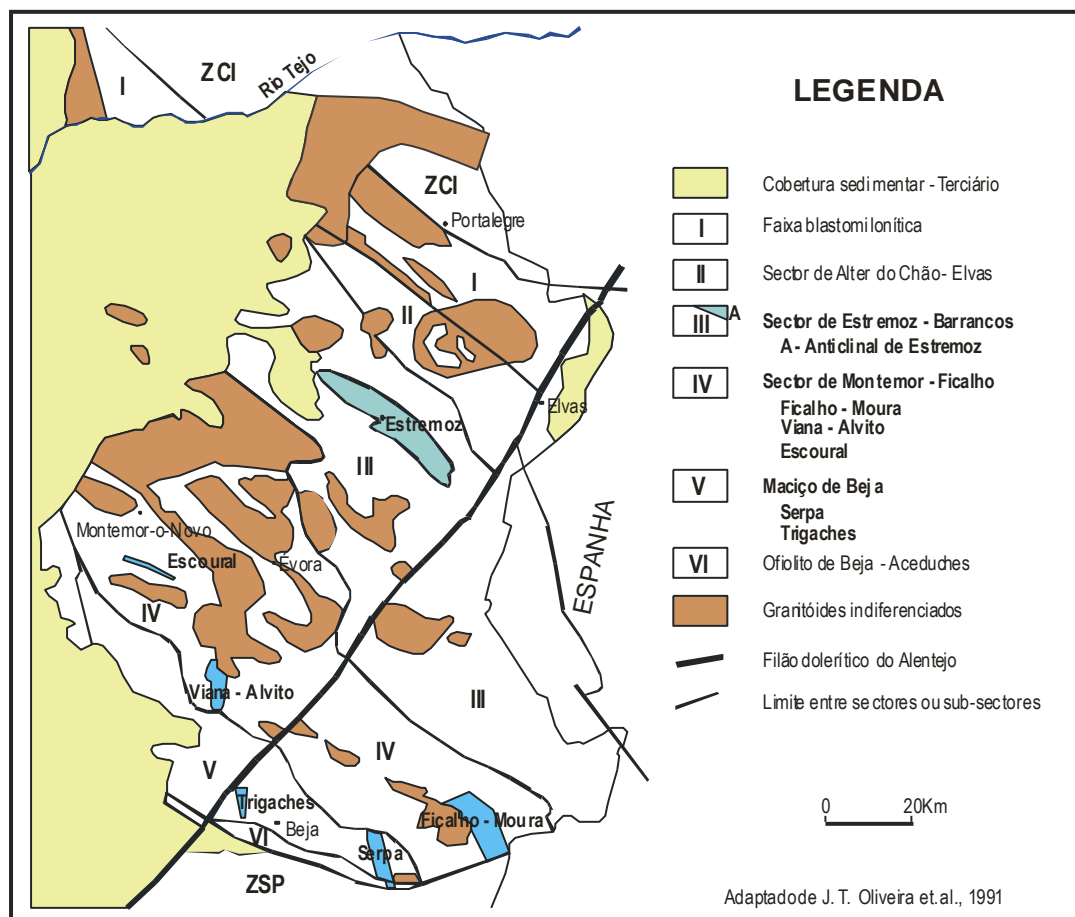 ZCI
I
Rio Tejo
ZCI
Portalegre
I
II
Elvas
Estremoz
III
Montemor-o-Novo
Escoural
Évora
IV
ESPANHA
Viana - Alvito
III
IV
V
Trigaches
Beja
Ficalho - Moura
VI
Serpa
ZSP
LEGENDA
Cobertura sedimentar - Terciário
I Faixa blastomilonítica
II Sector de Alter do Chão - Elvas
III A Sector de Estremoz - Barrancos
A - Anticlinal de Estremoz
IV Sector de Montemor - Ficalho
Ficalho - Moura
Viana - Alvito
Escoural
V Maciço de Beja
Serpa
Trigaches
VI Ofiolito de Beja - Aceduches
Granitóides indiferenciados
Filão dolerítico do Alentejo
Limite entre sectores ou sub-sectores
0 20Km
Adaptado de J. T. Oliveira et. al., 1991